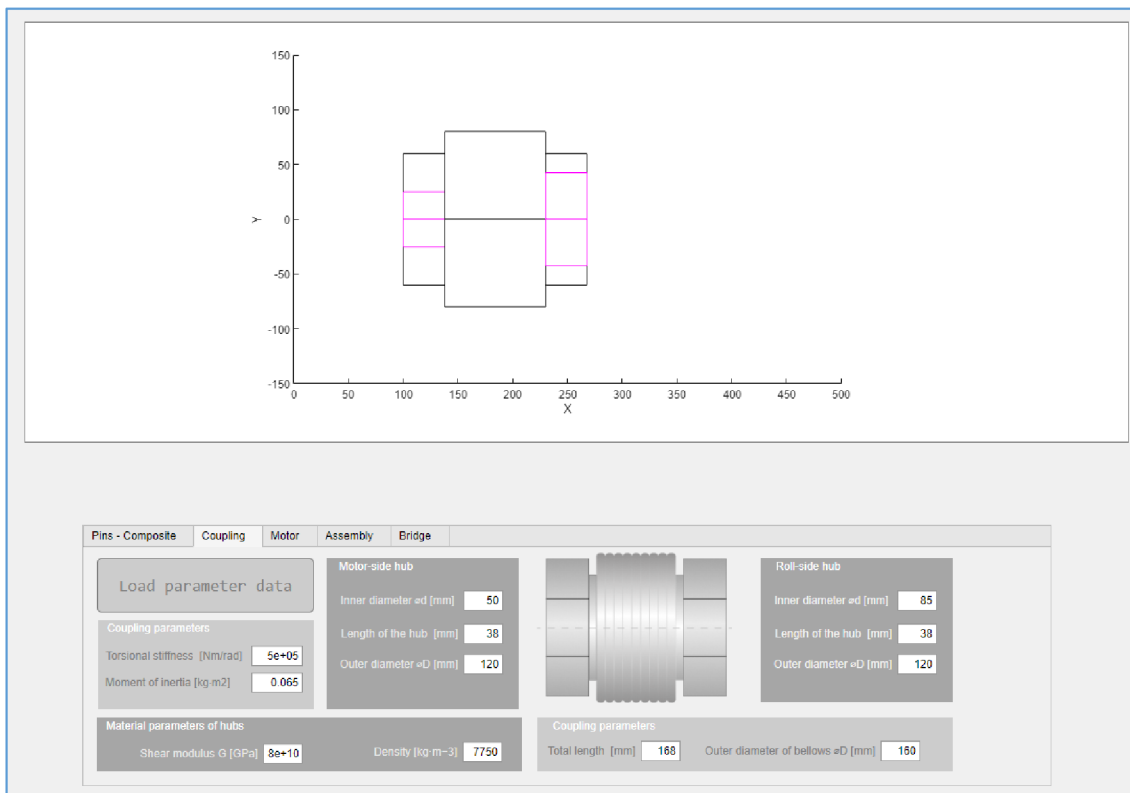 150
100
50
Y
0
-50
-100
-150
0 50 100 150 200 250 300 350 400 450 500
X
Pins - Composite Coupling Motor Assembly Bridge
Load parameter data
Coupling parameters
Torsional stiffness [Nm/rad] 5e+05
Moment of inertia [kg·m2] 0.065
Motor-side hub
Inner diameter ød [mm] 50
Length of the hub [mm] 38
Outer diameter øD [mm] 120
Roll-side hub
Inner diameter ød [mm] 85
Length of the hub [mm] 38
Outer diameter øD [mm] 120
Material parameters of hubs
Shear modulus G [GPa] 8e+10 Density [kg·m−3] 7750
Coupling parameters
Total length [mm] 168 Outer diameter of bellows øD [mm] 160